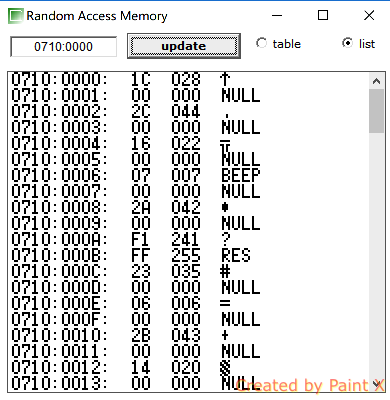 Random Access Memory
0710:0000 update table list
0710:0000: 1C 028 ↑
0710:0001: 00 000 NULL
0710:0002: 2C 044 ,
0710:0003: 00 000 NULL
0710:0004: 16 022 ╤
0710:0005: 00 000 NULL
0710:0006: 07 007 BEEP
0710:0007: 00 000 NULL
0710:0008: 2A 042 *
0710:0009: 00 000 NULL
0710:000A: F1 241 ?
0710:000B: FF 255 RES
0710:000C: 23 035 #
0710:000D: 00 000 NULL
0710:000E: 06 006 =
0710:000F: 00 000 NULL
0710:0010: 2B 043 +
0710:0011: 00 000 NULL
0710:0012: 14 020 ▒
0710:0013: 00 000 NULL
Created by Paint X